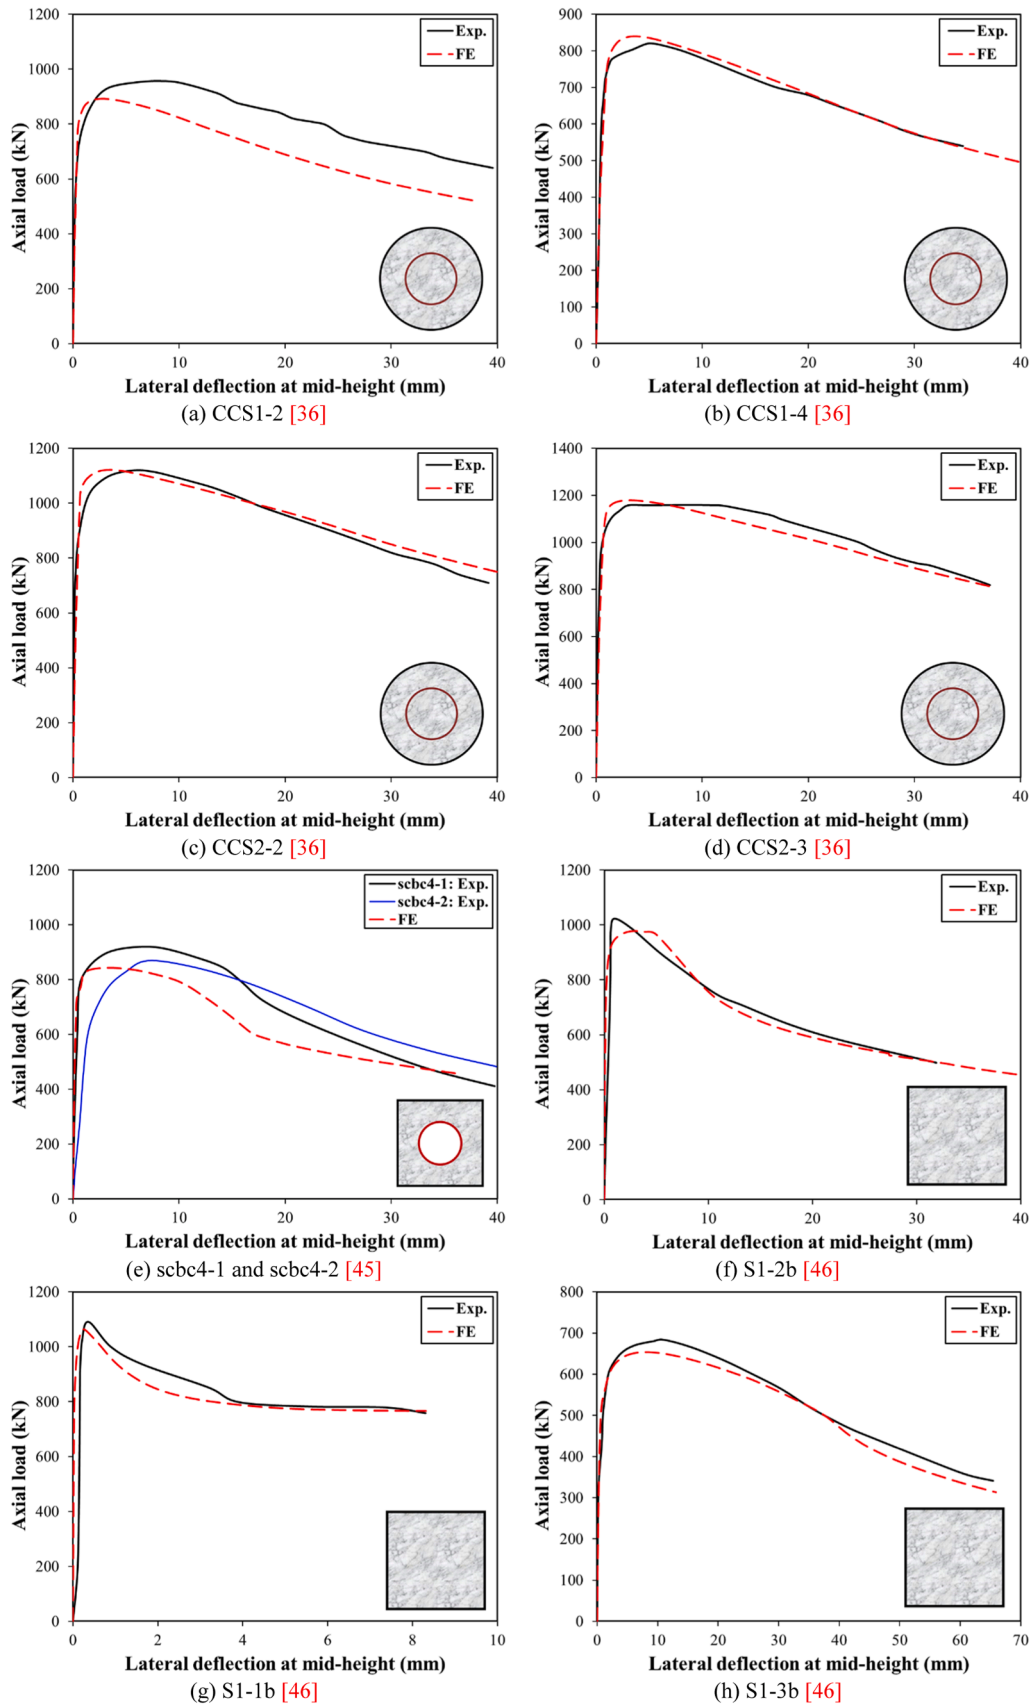 1200
1000
800
600
400
200
0
Axial load (kN)
Exp.
FE
0 10 20 30 40
Lateral deflection at mid-height (mm)
(a) CCS1-2 [36]
900
800
700
600
500
400
300
200
100
0
Axial load (kN)
Exp.
FE
0 10 20 30 40
Lateral deflection at mid-height (mm)
(b) CCS1-4 [36]
1200
1000
800
600
400
200
0
Axial load (kN)
Exp.
FE
0 10 20 30 40
Lateral deflection at mid-height (mm)
(c) CCS2-2 [36]
1400
1200
1000
800
600
400
200
0
Axial load (kN)
Exp.
FE
0 10 20 30 40
Lateral deflection at mid-height (mm)
(d) CCS2-3 [36]
1200
1000
800
600
400
200
0
Axial load (kN)
scbc4-1: Exp.
scbc4-2: Exp.
FE
0 10 20 30 40
Lateral deflection at mid-height (mm)
(e) scbc4-1 and scbc4-2 [45]
1200
1000
800
600
400
200
0
Axial load (kN)
Exp.
FE
0 10 20 30 40
Lateral deflection at mid-height (mm)
(f) S1-2b [46]
1200
1000
800
600
400
200
0
Axial load (kN)
Exp.
FE
0 2 4 6 8 10
Lateral deflection at mid-height (mm)
(g) S1-1b [46]
800
700
600
500
400
300
200
100
0
Axial load (kN)
Exp.
FE
0 10 20 30 40 50 60 70
Lateral deflection at mid-height (mm)
(h) S1-3b [46]